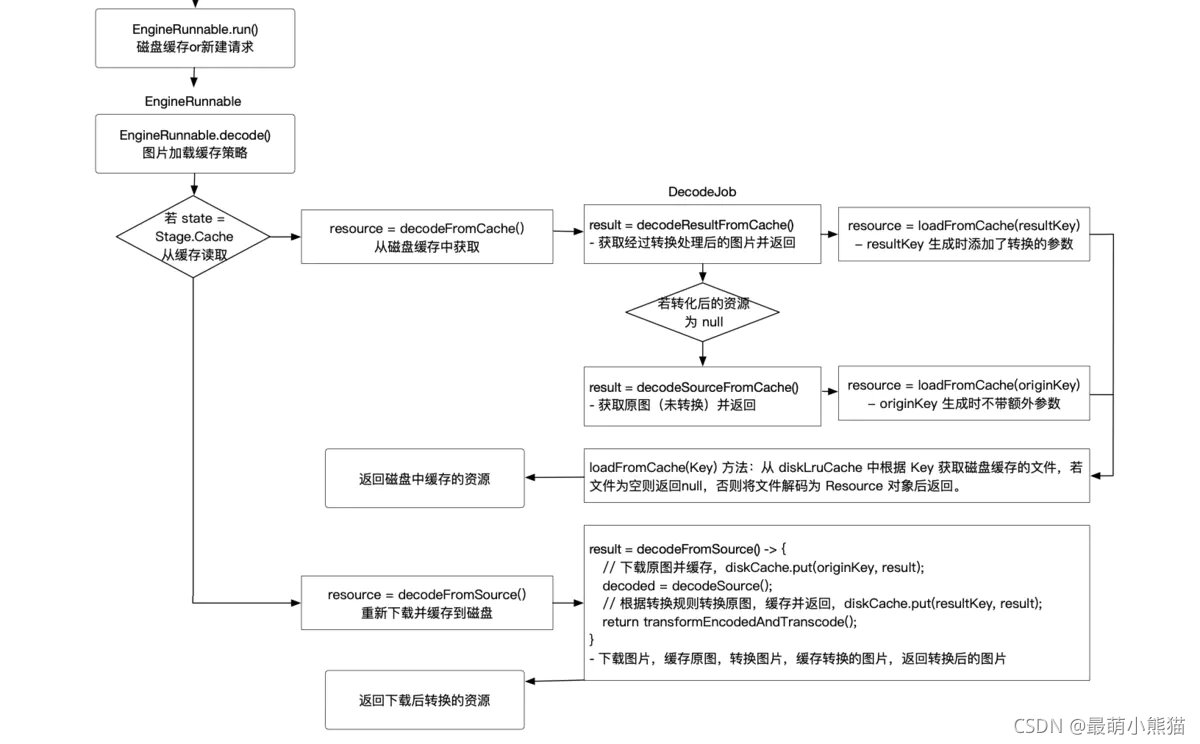 EngineRunnable.run()
磁盘缓存or新建请求
EngineRunnable
EngineRunnable.decode()
图片加载缓存策略
若 state =
Stage.Cache
从缓存读取
resource = decodeFromCache()
从磁盘缓存中获取
DecodeJob
result = decodeResultFromCache()
- 获取经过转换处理后的图片并返回
resource = loadFromCache(resultKey)
– resultKey 生成时添加了转换的参数
若转化后的资源
为 null
result = decodeSourceFromCache()
- 获取原图（未转换）并返回
resource = loadFromCache(originKey)
– originKey 生成时不带额外参数
返回磁盘中缓存的资源
loadFromCache(Key) 方法：从 diskLruCache 中根据 Key 获取磁盘缓存的文件，若
文件为空则返回null，否则将文件解码为 Resource 对象后返回。
resource = decodeFromSource()
重新下载并缓存到磁盘
result = decodeFromSource() -> {
// 下载原图并缓存，diskCache.put(originKey, result);
decoded = decodeSource();
// 根据转换规则转换原图，缓存并返回，diskCache.put(resultKey, result);
return transformEncodedAndTranscode();
}
- 下载图片，缓存原图，转换图片，缓存转换的图片，返回转换后的图片
返回下载后转换的资源
CSDN @最萌小熊猫